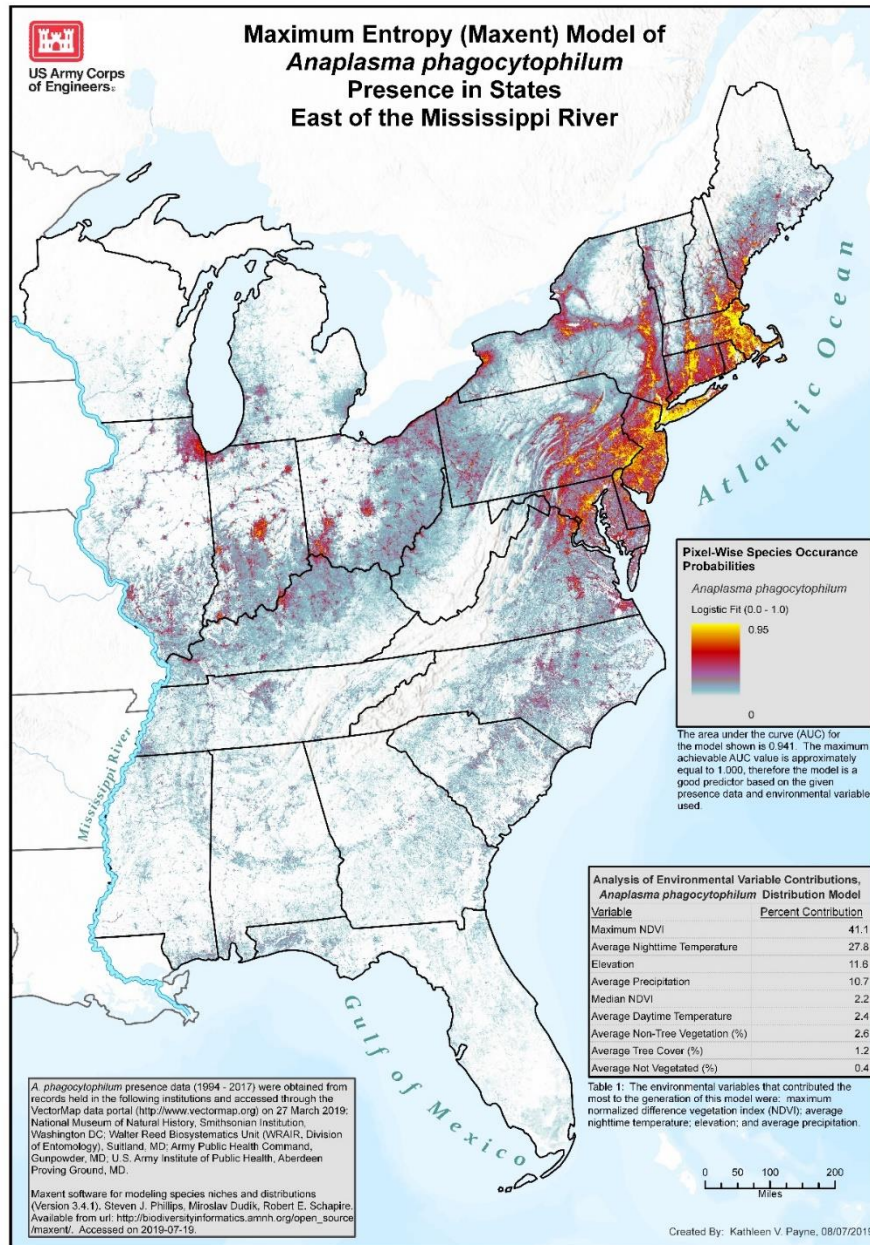 US Army Corps
of Engineers®
Maximum Entropy (Maxent) Model of
Anaplasma phagocytophilum
Presence in States
East of the Mississippi River
Atlantic Ocean
Mississippi River
Gulf of Mexico
Pixel-Wise Species Occurance
Probabilities
Anaplasma phagocytophilum
Logistic Fit (0.0 - 1.0)
0.95
0
The area under the curve (AUC) for
the model shown is 0.941. The maximum
achievable AUC value is approximately
equal to 1.000, therefore the model is a
good predictor based on the given
presence data and environmental variable
used.
Analysis of Environmental Variable Contributions,
Anaplasma phagocytophilum Distribution Model
Variable Percent Contribution
Maximum NDVI 41.1
Average Nighttime Temperature 27.8
Elevation 11.6
Average Precipitation 10.7
Median NDVI 2.2
Average Daytime Temperature 2.4
Average Non-Tree Vegetation (%) 2.6
Average Tree Cover (%) 1.2
Average Not Vegetated (%) 0.4
Table 1: The environmental variables that contributed the
most to the generation of this model were: maximum
normalized difference vegetation index (NDVI); average
nighttime temperature; elevation; and average precipitation.
A. phagocytophilum presence data (1994 - 2017) were obtained from
records held in the following institutions and accessed through the
VectorMap data portal (http://www.vectormap.org) on 27 March 2019:
National Museum of Natural History, Smithsonian Institution,
Washington DC; Walter Reed Biosystematics Unit (WRAIR, Division
of Entomology), Suitland, MD; Army Public Health Command,
Gunpowder, MD; U.S. Army Institute of Public Health, Aberdeen
Proving Ground, MD.
Maxent software for modeling species niches and distributions
(Version 3.4.1). Steven J. Phillips, Miroslav Dudík, Robert E. Schapire.
Available from url: http://biodiversityinformatics.amnh.org/open_source
/maxent/. Accessed on 2019-07-19.
0 50 100 200
Miles
Created By: Kathleen V. Payne, 08/07/2019